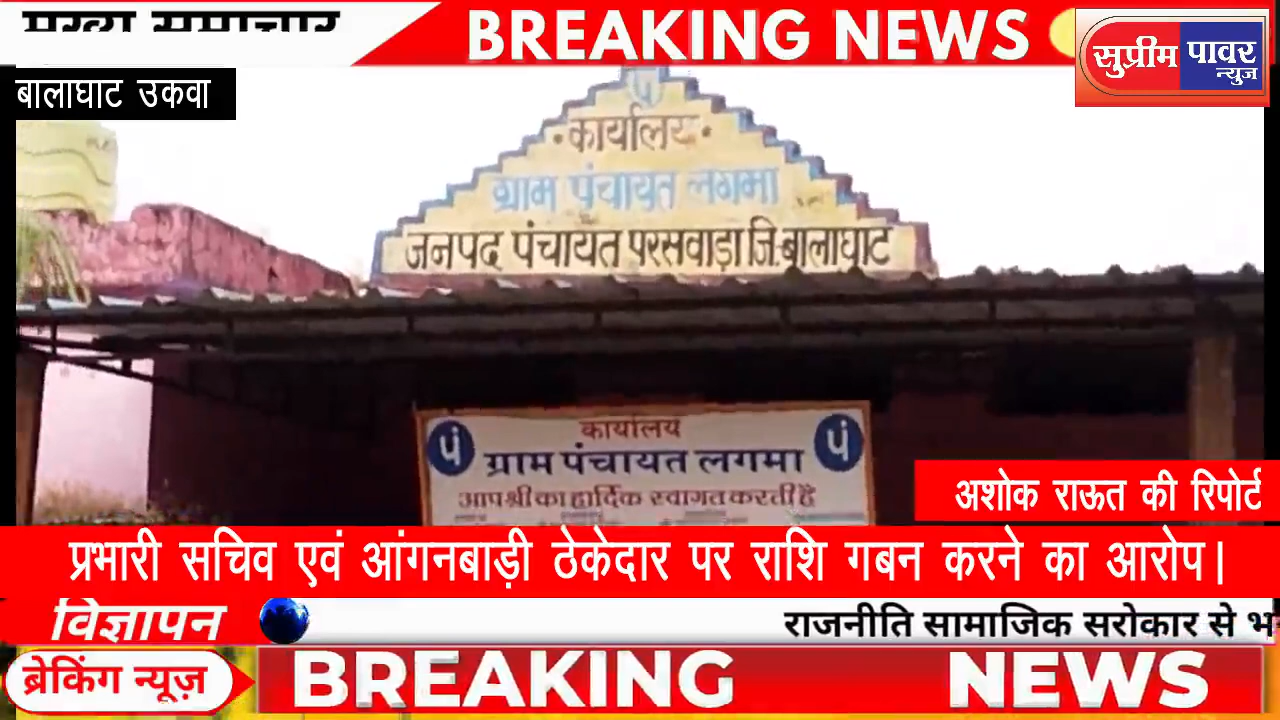 मुख्य समाचार
BREAKING NEWS
सुप्रीम पावर
न्यूज
बालाघाट उकवा
पं
कार्यालय
ग्राम पंचायत लगमा
जनपद पंचायत परसवाड़ा जि.बालाघाट
पं कार्यालय पं
ग्राम पंचायत लगमा
आपश्री का हार्दिक स्वागत करती है
अशोक राऊत की रिपोर्ट
प्रभारी सचिव एवं आंगनबाड़ी ठेकेदार पर राशि गबन करने का आरोप|
विज्ञापन
राजनीति सामाजिक सरोकार से
ब्रेकिंग न्यूज़
BREAKING NEWS